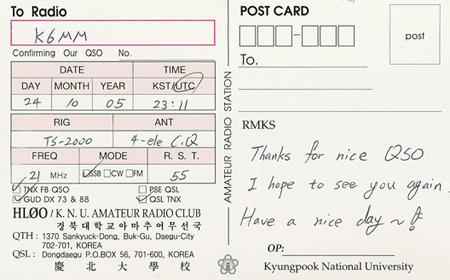 To Radio
K6MM
Confirming Our QSO No.
DATE TIME
DAY MONTH YEAR KST/UTC
24 10 05 23:11
RIG ANT
TS-2000 4-ele C.Q
FREQ MODE R. S. T.
21 MHz SSB CW FM 55
TNX FB QSO PSE QSL
GUD DX 73 & 88 QSL TNX
HLØO / K. N. U. AMATEUR RADIO CLUB
경북대학교아마추어무선국
QTH : 1370 Sankyuck-Dong, Buk-Gu, Daegu-City
702-701, KOREA
QSL : Dongdaegu P.O.BOX 56, 701-600, KOREA
慶北大學校
AMATEUR RADIO STATION
POST CARD
post
To.
RMKS
Thanks for nice QSO
I hope to see you again.
Have a nice day ~!
OP:
Kyungpook National University